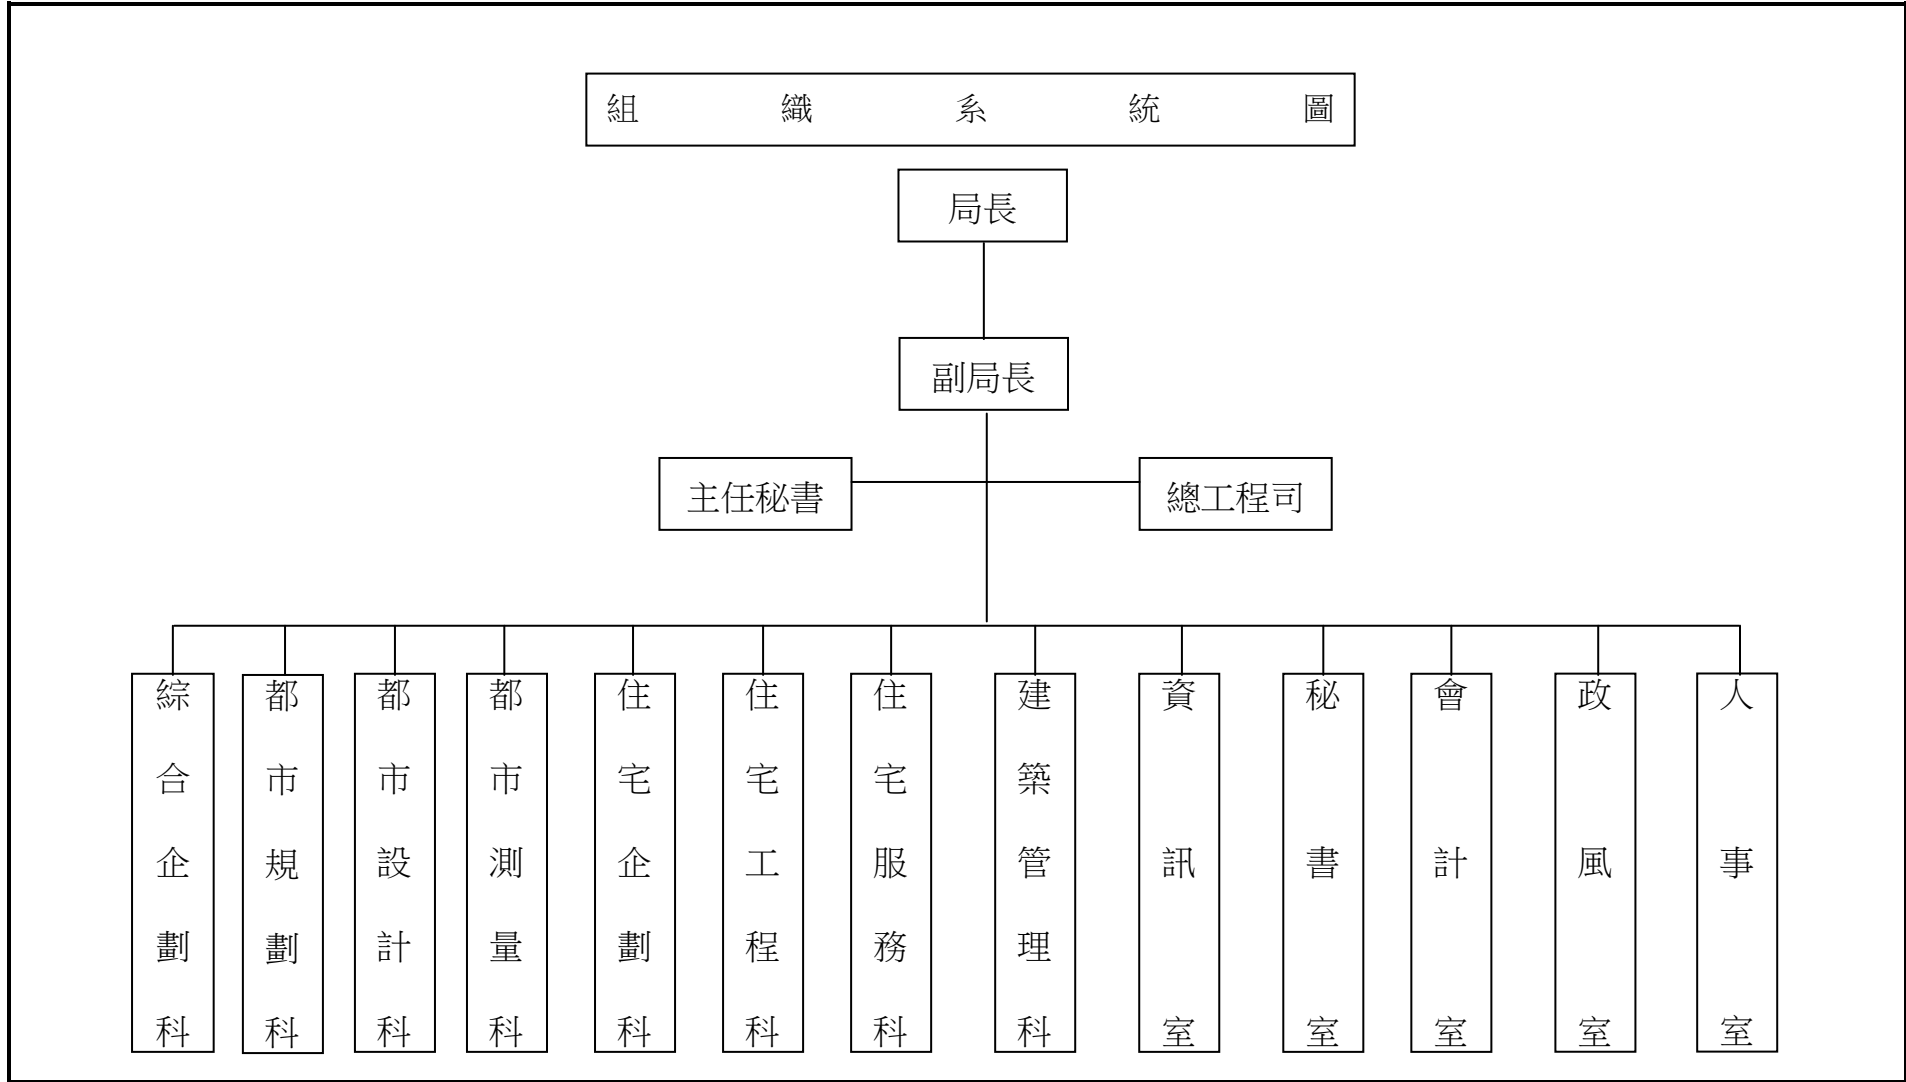 組織系統圖
局長
副局長
主任秘書
總工程司
綜合企劃科
都市規劃科
都市設計科
都市測量科
住宅企劃科
住宅工程科
住宅服務科
建築管理科
資訊室
秘書室
會計室
政風室
人事室